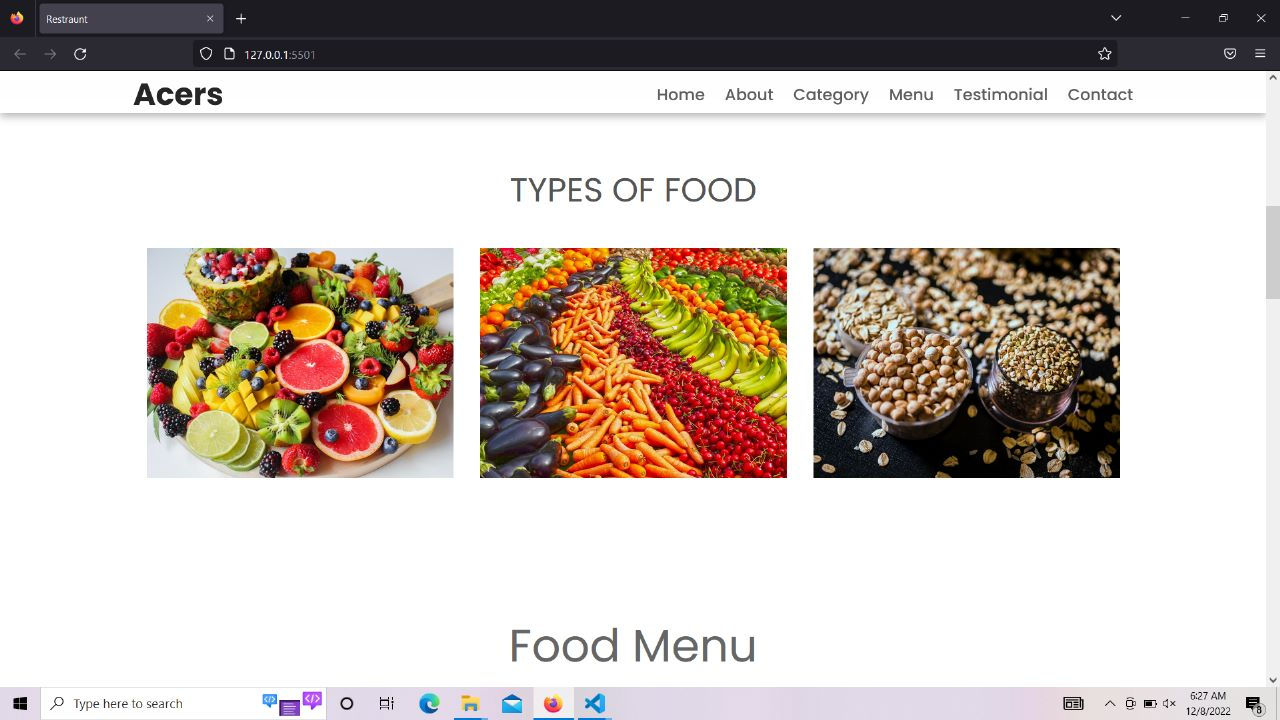 Restraunt
127.0.0.1:5501
Acers
Home About Category Menu Testimonial Contact
TYPES OF FOOD
Food Menu
Type here to search
6:27 AM
12/8/2022
8